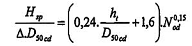 H_sp / Δ.D_50cd = (0,24. h_t / D_50cd + 1,6).N_od^0,15